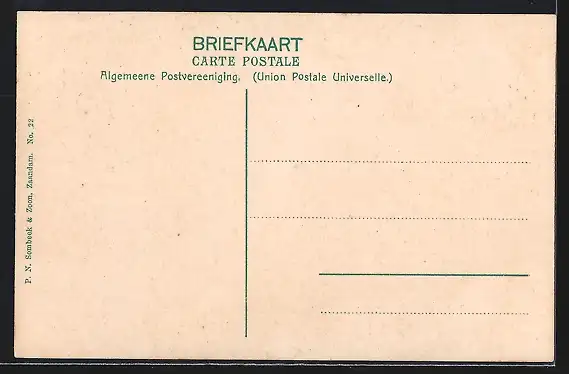 BRIEFKAART
CARTE POSTALE
Algemeene Postvereeniging. (Union Postale Universelle.)
P. N. Sombeek & Zoon, Zaandam. No. 22